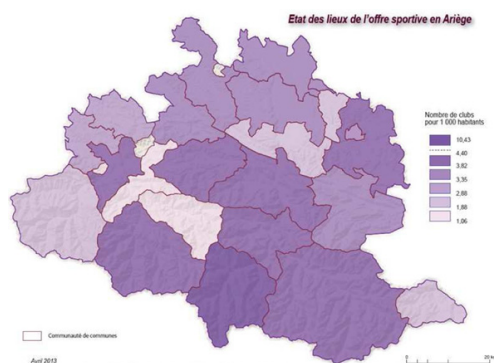 Etat des lieux de l'offre sportive en Ariège
Nombre de clubs
pour 1 000 habitants
10,43
4,40
3,82
3,35
2,88
1,88
1,06
Communauté de communes
Avril 2013
0